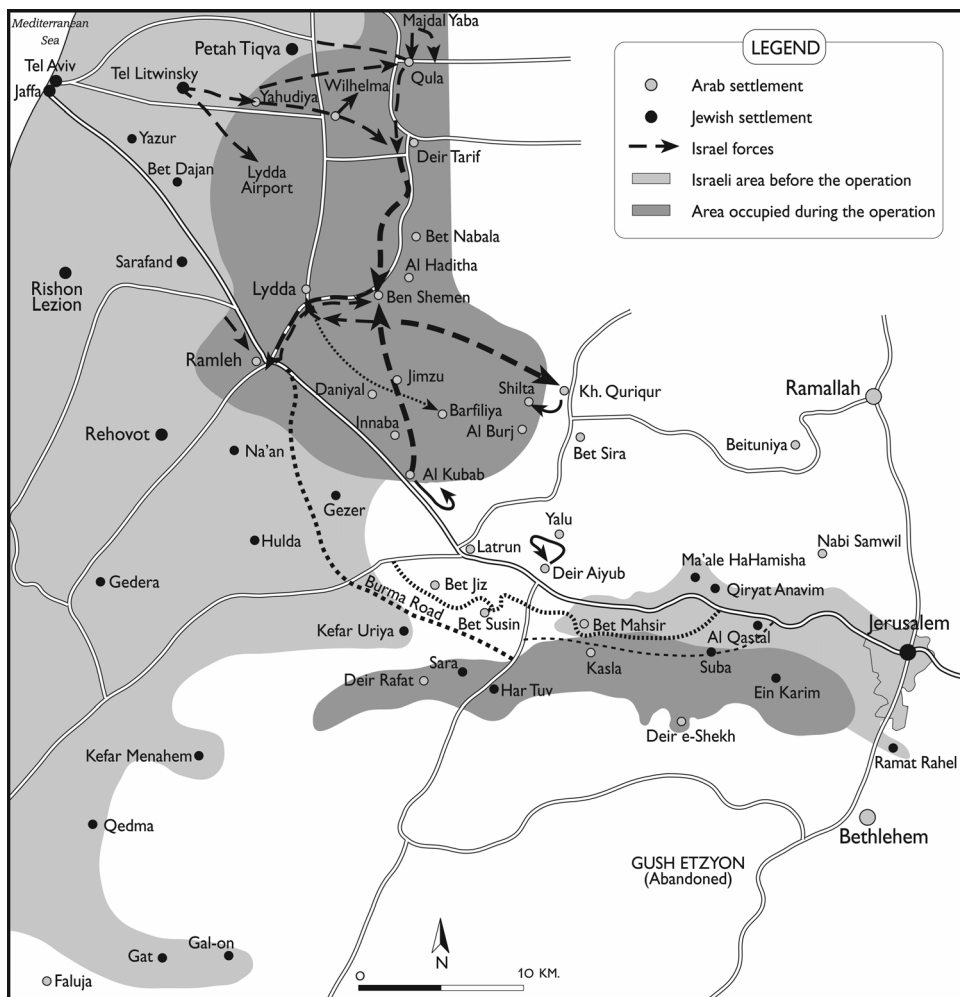 Mediterranean
Sea
Majdal Yaba
Petah Tiqva
LEGEND
Tel Aviv
Tel Litwinsky
Qula
Jaffa
Wilhelma
Yahudiya
Arab settlement
Jewish settlement
Yazur
Israel forces
Deir Tarif
Bet Dajan
Lydda
Airport
Israeli area before the operation
Area occupied during the operation
Bet Nabala
Sarafand
Al Haditha
Rishon
Lezion
Lydda
Ben Shemen
Ramleh
Jimzu
Daniyal
Shilta
Kh. Quriqur
Ramallah
Barfiliya
Innaba
Al Burj
Rehovot
Na'an
Bet Sira
Beituniya
Al Kubab
Gezer
Yalu
Hulda
Latrun
Nabi Samwil
Ma'ale HaHamisha
Deir Aiyub
Gedera
Bet Jiz
Qiryat Anavim
Burma Road
Bet Susin
Bet Mahsir
Jerusalem
Kefar Uriya
Al Qastal
Sara
Kasla
Suba
Deir Rafat
Har Tuv
Ein Karim
Deir e-Shekh
Kefar Menahem
Ramat Rahel
Qedma
Bethlehem
GUSH ETZYON
(Abandoned)
Gal-on
Gat
N
O
10 KM.
Faluja